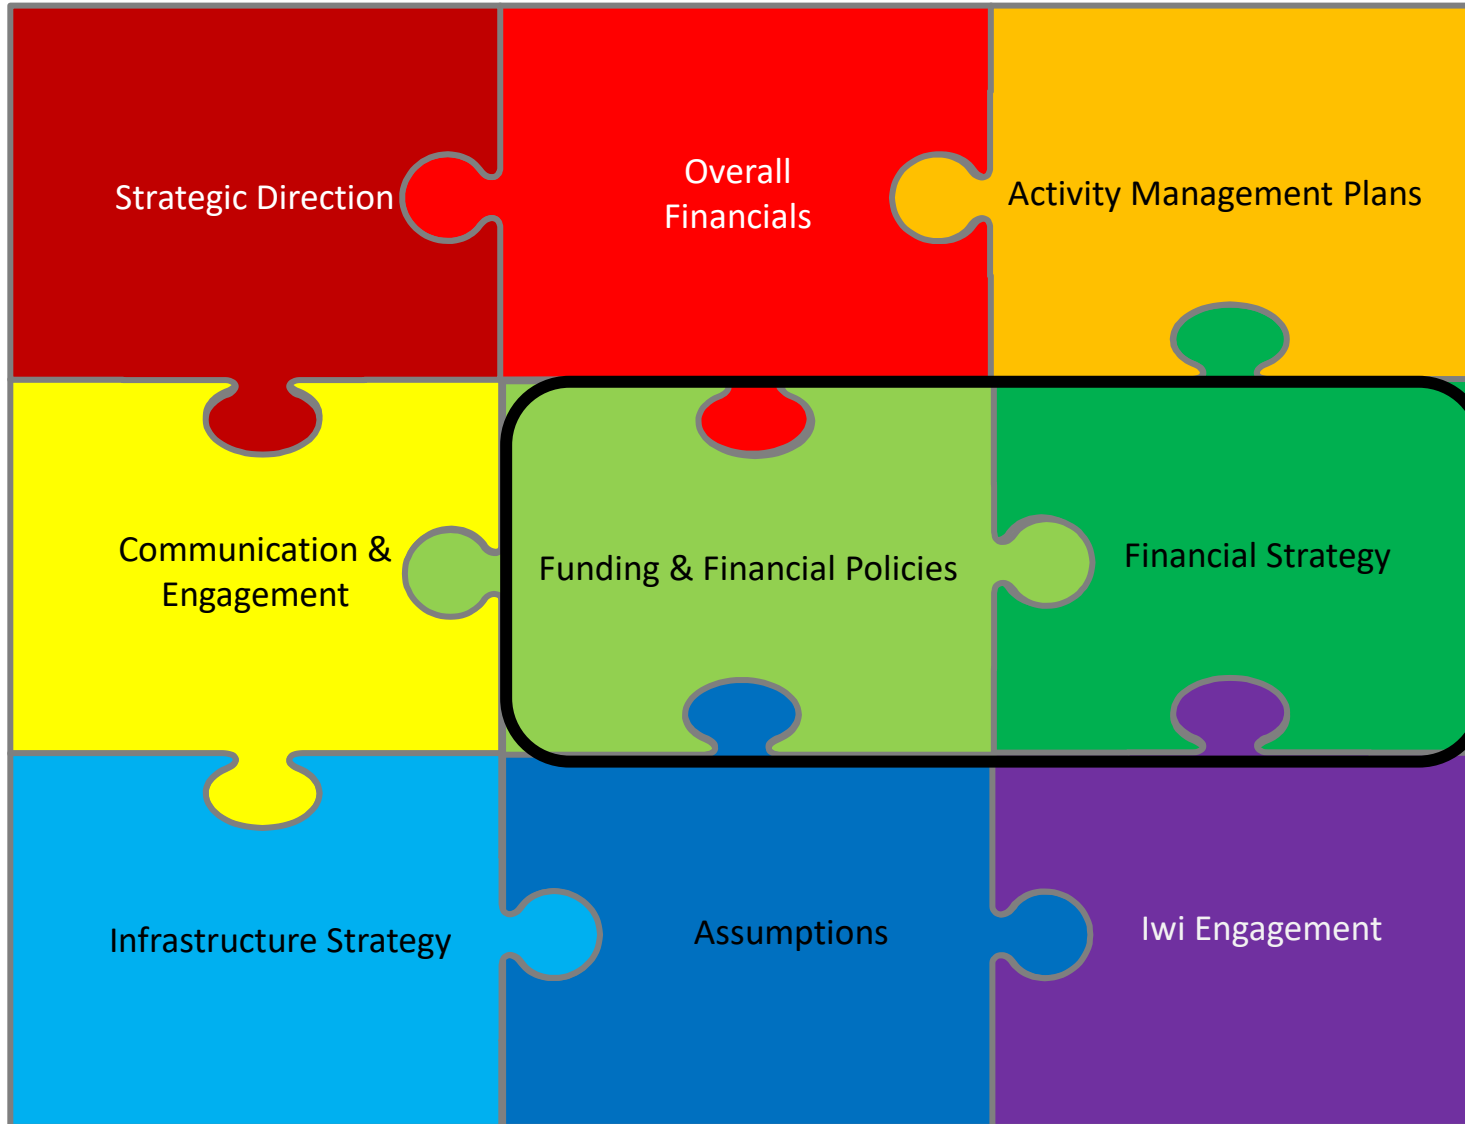 Strategic Direction
Overall
Financials
Activity Management Plans
Communication &
Engagement
Funding & Financial Policies
Financial Strategy
Infrastructure Strategy
Assumptions
Iwi Engagement